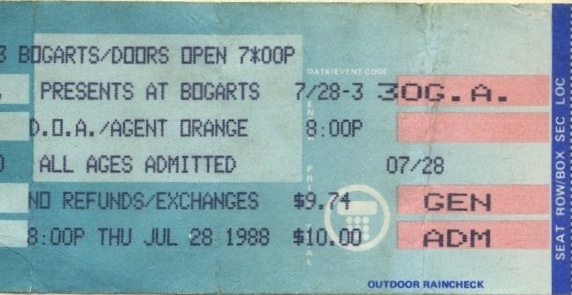 3 BOGARTS/DOORS OPEN 7*00P
DATE/EVENT CODE
PRESENTS AT BOGARTS 7/28-3 3OG.A.
D.O.A./AGENT ORANGE 8:00P
ALL AGES ADMITTED 07/28
NO REFUNDS/EXCHANGES $9.74 GEN
8:00P THU JUL 28 1988 $10.00 ADM
OUTDOOR RAINCHECK
SEAT ROW/BOX SEC LOC